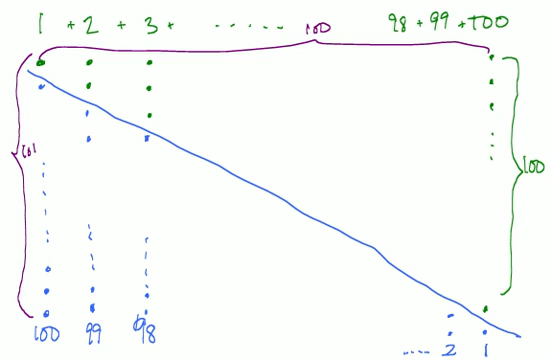 1 + 2 + 3 + ...... 98 + 99 + 100
100
101
100
100 99 98 ..... 2 1